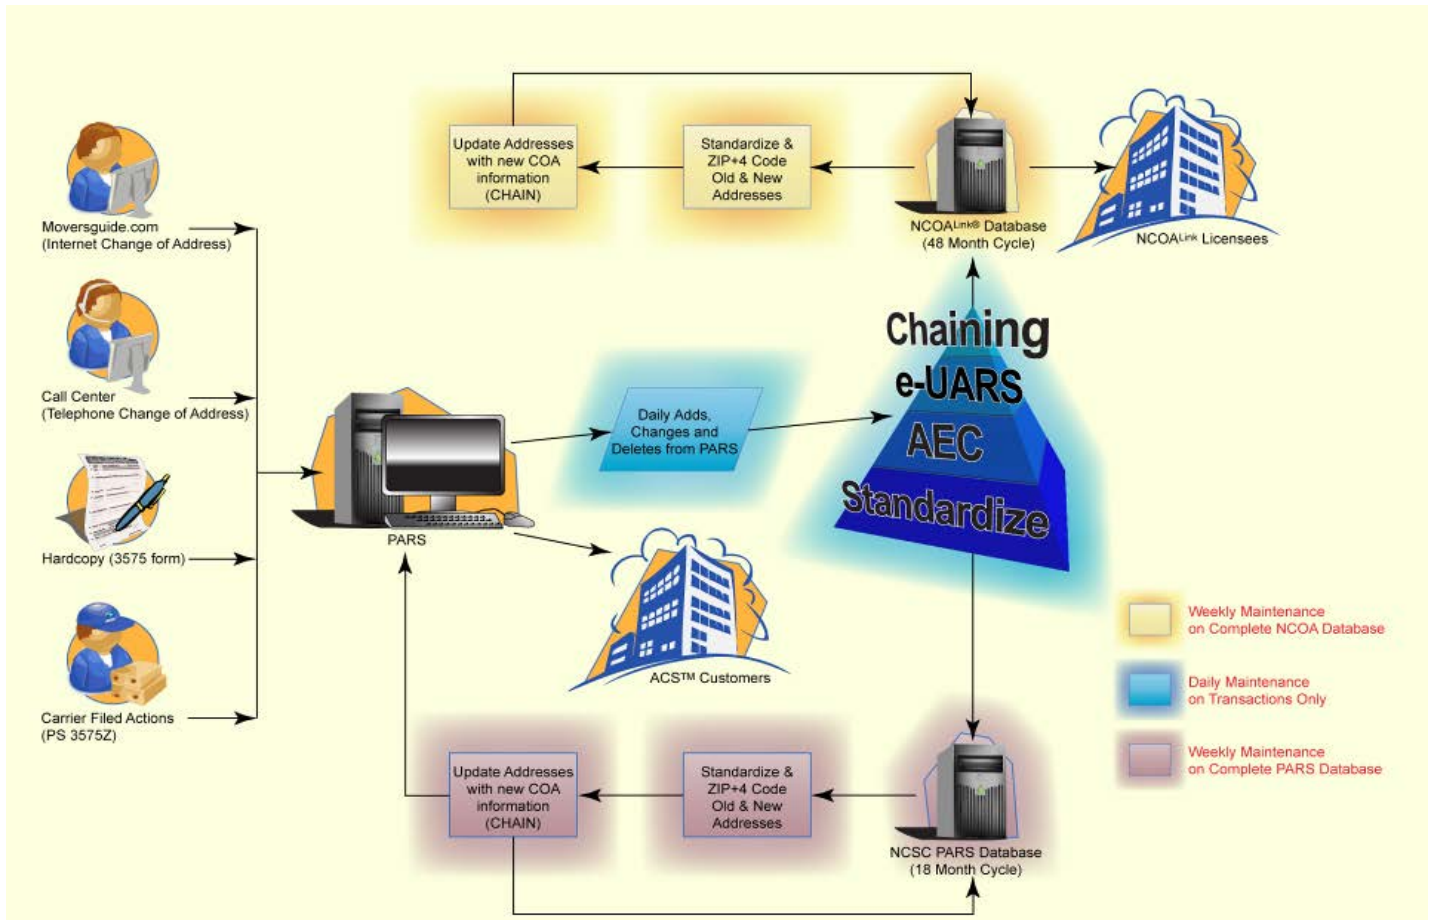 Update Addresses
with new COA
information
(CHAIN)
Standardize &
ZIP+4 Code
Old & New
Addresses
NCOALink® Database
(48 Month Cycle)
NCOALink Licensees
Moversguide.com
(Internet Change of Address)
Call Center
(Telephone Change of Address)
Hardcopy (3575 form)
Carrier Filed Actions
(PS 3575Z)
PARS
Daily Adds,
Changes and
Deletes from PARS
Chaining
e-UARS
AEC
Standardize
ACS™ Customers
Update Addresses
with new COA
information
(CHAIN)
Standardize &
ZIP+4 Code
Old & New
Addresses
NCSC PARS Database
(18 Month Cycle)
Weekly Maintenance
on Complete NCOA Database
Daily Maintenance
on Transactions Only
Weekly Maintenance
on Complete PARS Database